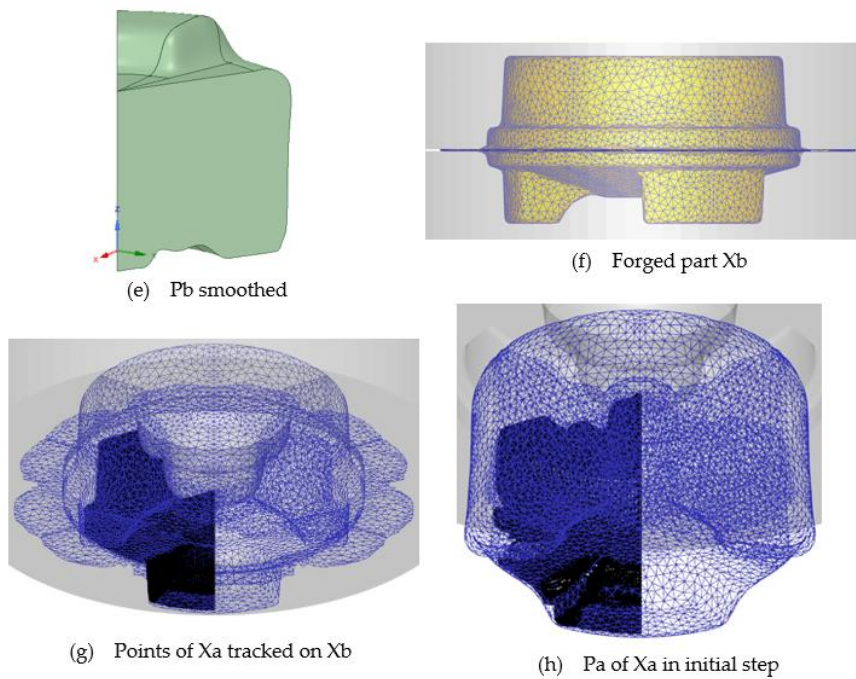 z
x
(e) Pb smoothed
(f) Forged part Xb
(g) Points of Xa tracked on Xb
(h) Pa of Xa in initial step